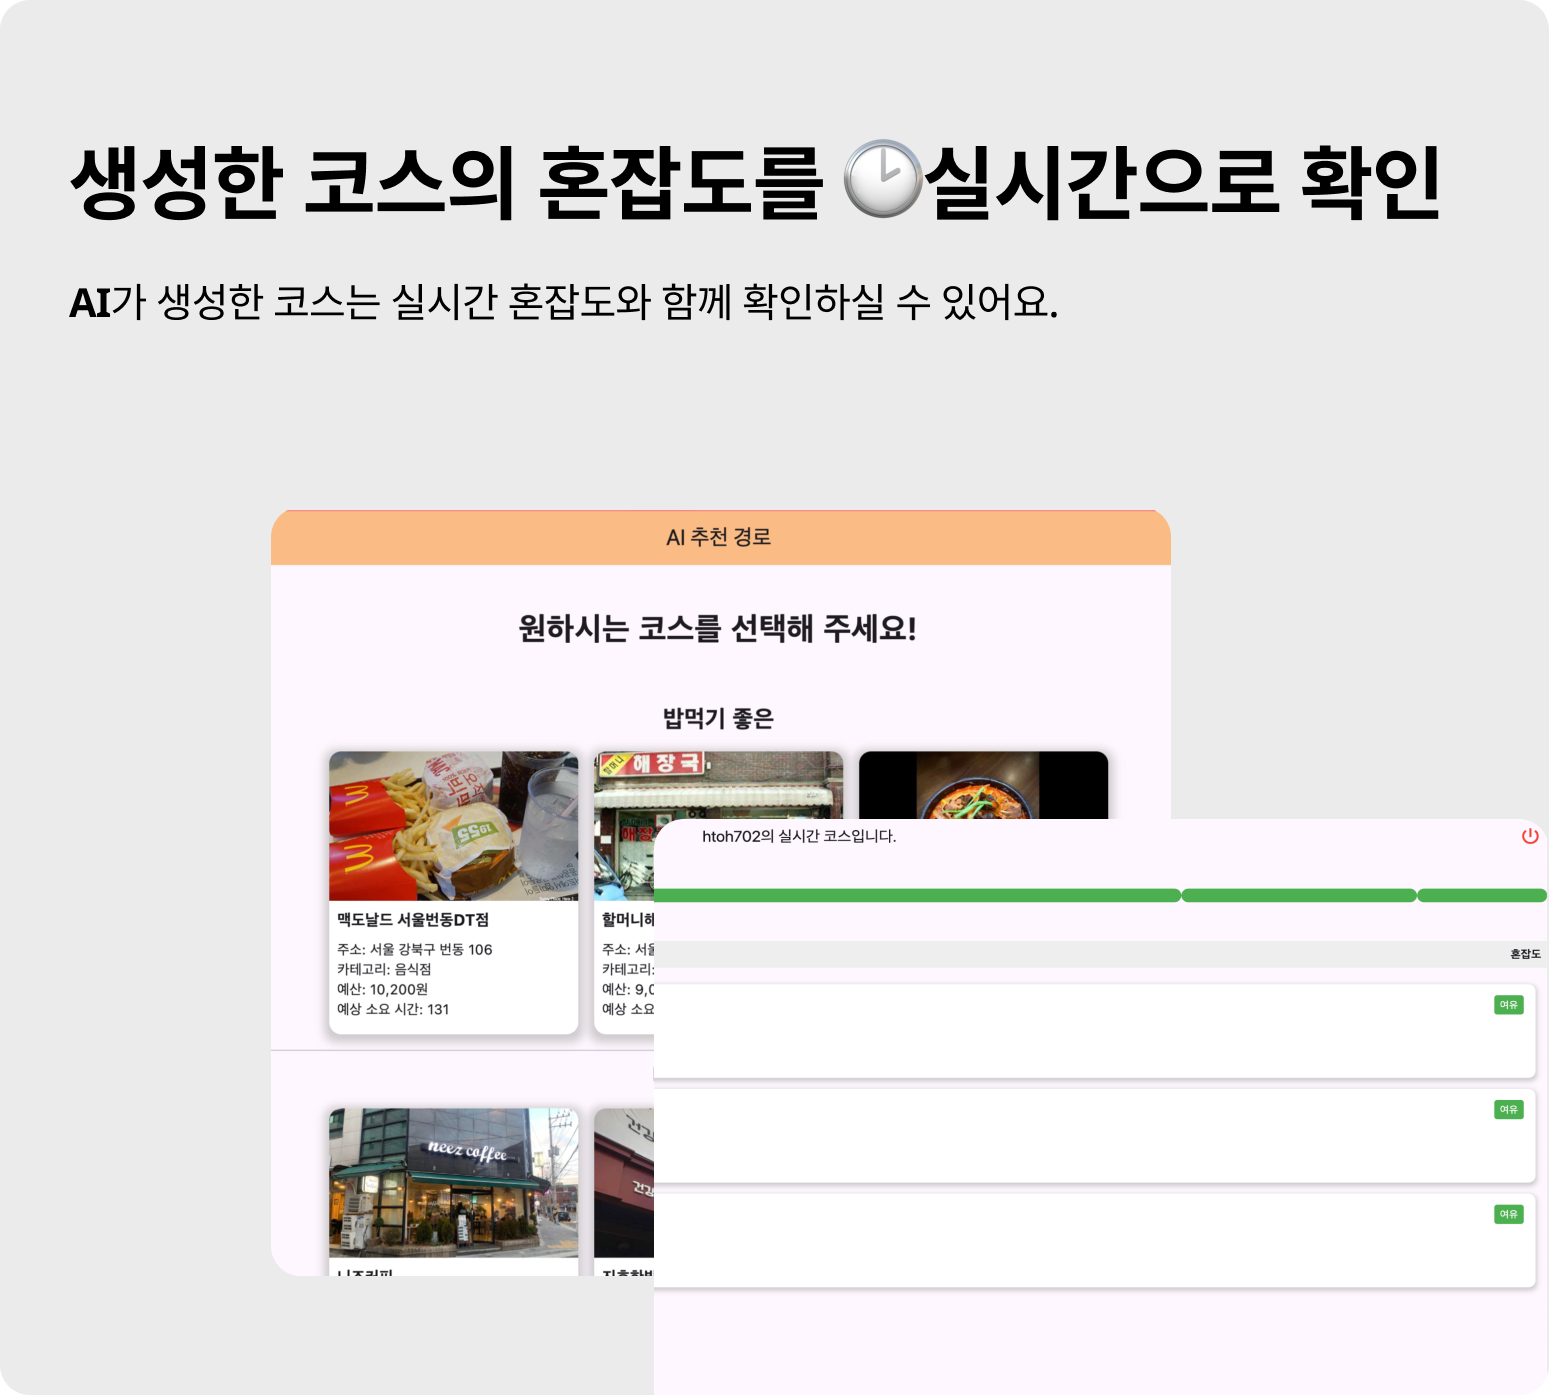 생성한 코스의 혼잡도를 🕑실시간으로 확인
AI가 생성한 코스는 실시간 혼잡도와 함께 확인하실 수 있어요.
AI 추천 경로
원하시는 코스를 선택해 주세요!
밥먹기 좋은
할머니
해장국
1955
맥도날드 서울번동DT점
주소: 서울 강북구 번동 106
카테고리: 음식점
예산: 10,200원
예상 소요 시간: 131
할머니해
주소: 서울
카테고리:
예산: 9,0
예상 소요
neez coffee
htoh702의 실시간 코스입니다.
혼잡도
여유
여유
여유